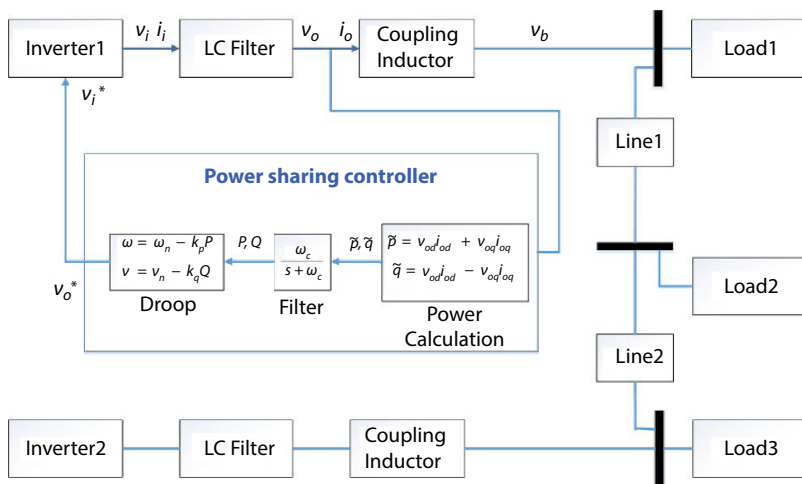 Inverter1
v_i i_i
LC Filter
v_o i_o
Coupling
Inductor
v_b
Load1
v_i*
Line1
Power sharing controller
ω = ω_n − k_p P
v = v_n − k_q Q
P, Q
ω_c
s + ω_c
p̃, q̃
p̃ = v_od i_od + v_oq i_oq
q̃ = v_od i_od − v_oq i_oq
v_o*
Droop
Filter
Power
Calculation
Load2
Line2
Inverter2
LC Filter
Coupling
Inductor
Load3